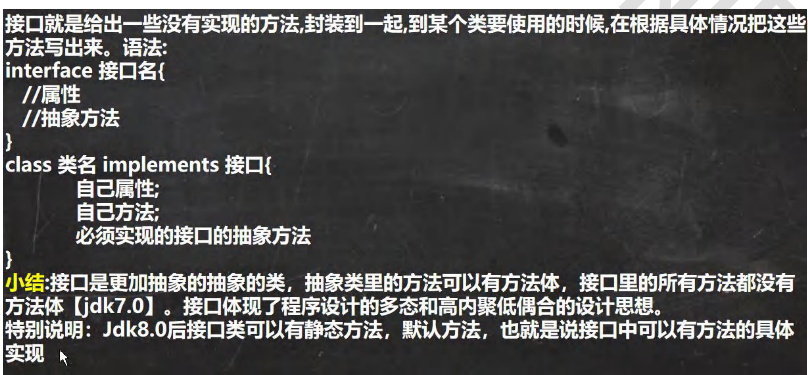 接口就是给出一些没有实现的方法,封装到一起,到某个类要使用的时候,在根据具体情况把这些
方法写出来。语法:
interface 接口名{
//属性
//抽象方法
}
class 类名 implements 接口{
自己属性;
自己方法;
必须实现的接口的抽象方法
}
小结:接口是更加抽象的抽象的类，抽象类里的方法可以有方法体，接口里的所有方法都没有
方法体【jdk7.0】。接口体现了程序设计的多态和高内聚低偶合的设计思想。
特别说明：Jdk8.0后接口类可以有静态方法，默认方法，也就是说接口中可以有方法的具体
实现